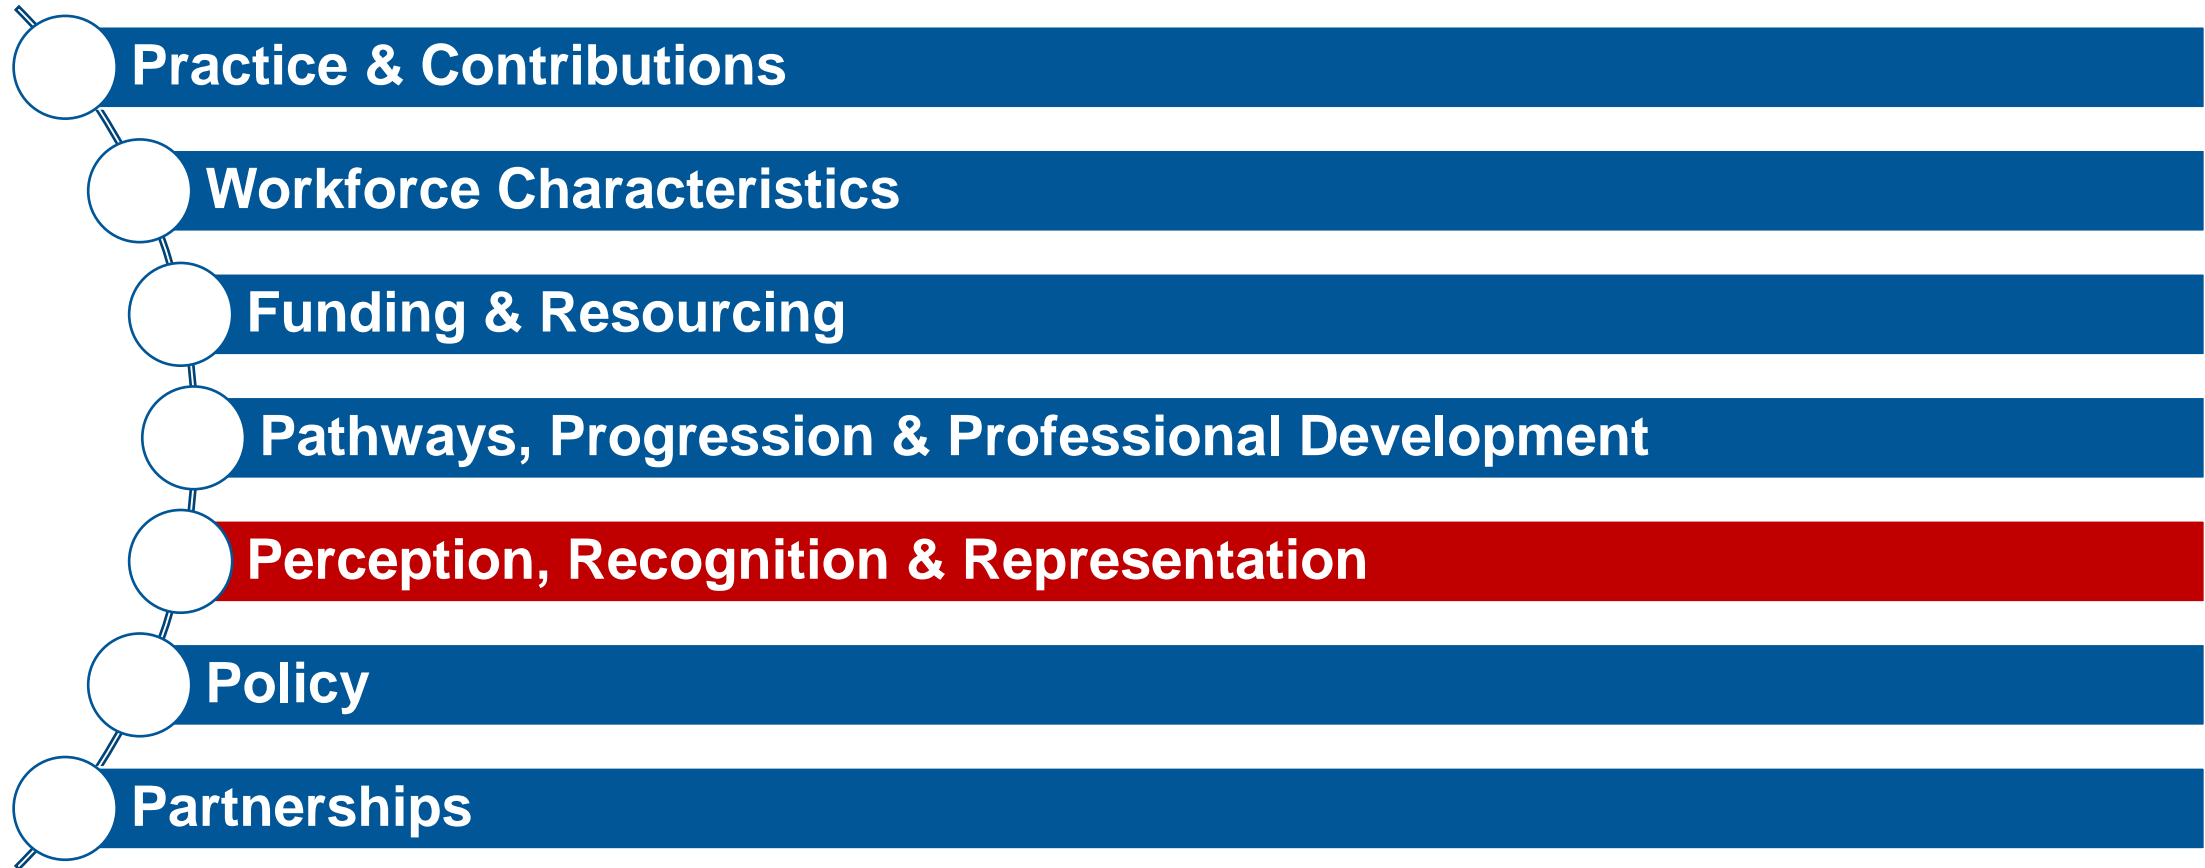 Practice & Contributions
Workforce Characteristics
Funding & Resourcing
Pathways, Progression & Professional Development
Perception, Recognition & Representation
Policy
Partnerships